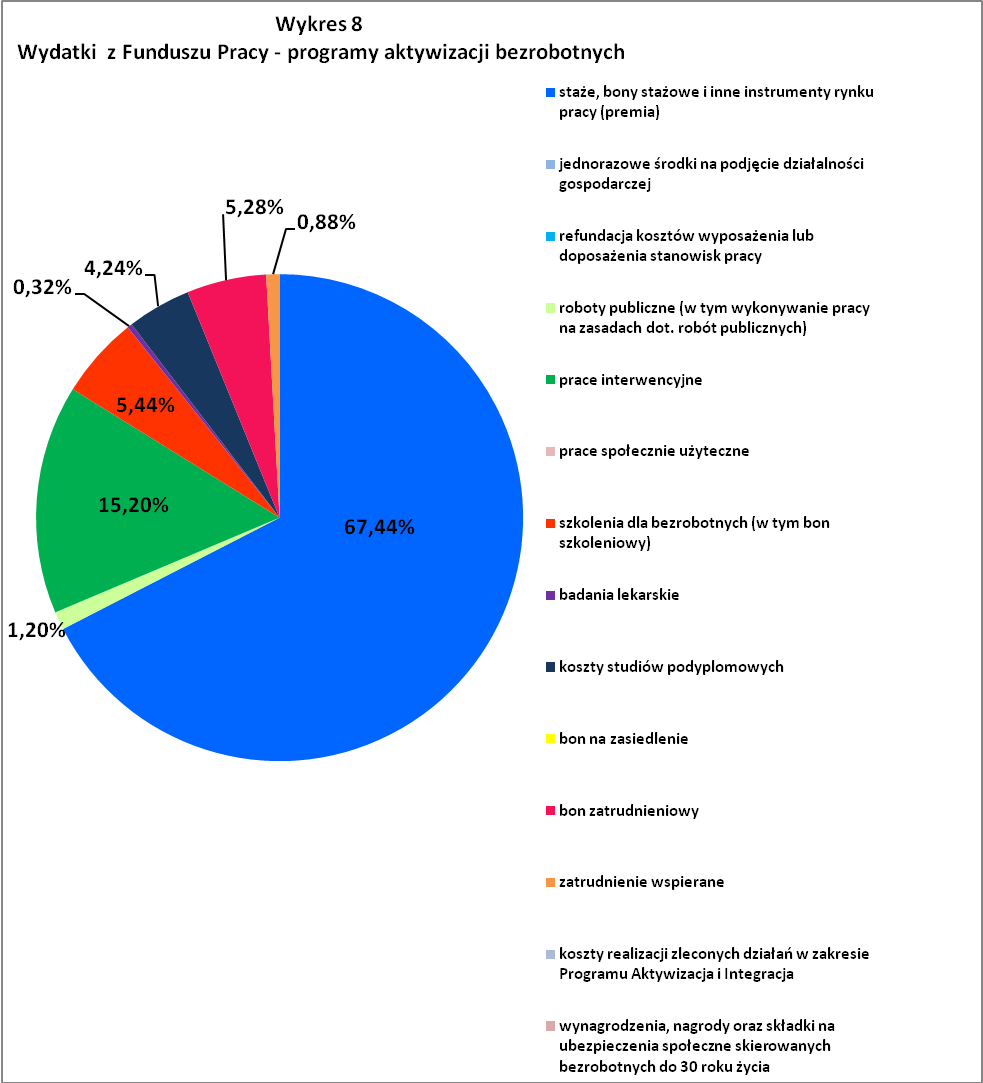 Wykres 8
Wydatki z Funduszu Pracy - programy aktywizacji bezrobotnych
staże, bony stażowe i inne instrumenty rynku
pracy (premia)
jednorazowe środki na podjęcie działalności
gospodarczej
refundacja kosztów wyposażenia lub
doposażenia stanowisk pracy
roboty publiczne (w tym wykonywanie pracy
na zasadach dot. robót publicznych)
prace interwencyjne
prace społecznie użyteczne
szkolenia dla bezrobotnych (w tym bon
szkoleniowy)
badania lekarskie
koszty studiów podyplomowych
bon na zasiedlenie
bon zatrudnieniowy
zatrudnienie wspierane
koszty realizacji zleconych działań w zakresie
Programu Aktywizacja i Integracja
wynagrodzenia, nagrody oraz składki na
ubezpieczenia społeczne skierowanych
bezrobotnych do 30 roku życia
5,28%
0,88%
4,24%
0,32%
5,44%
15,20%
67,44%
1,20%